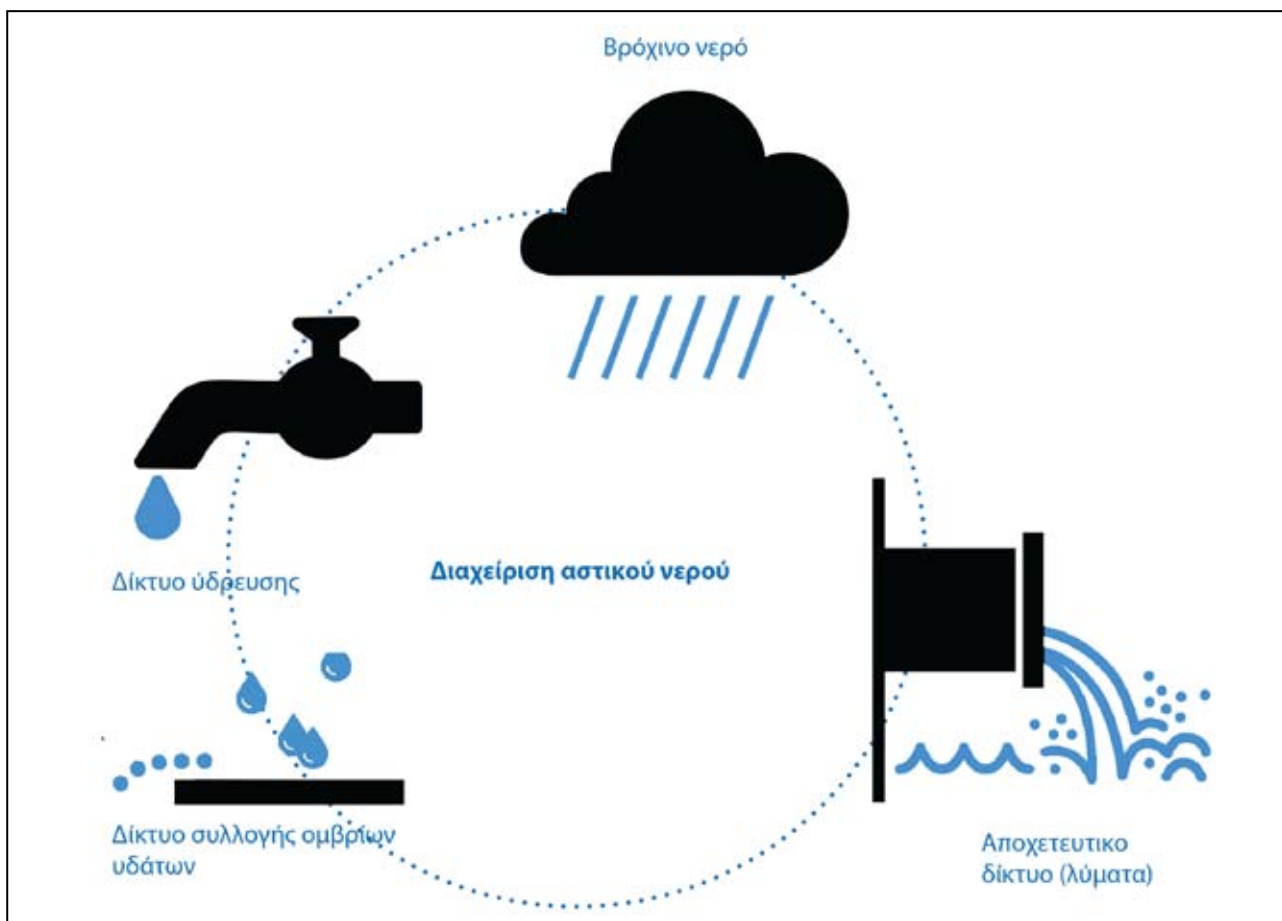 Βρόχινο νερό
Δίκτυο ύδρευσης
Διαχείριση αστικού νερού
Δίκτυο συλλογής ομβρίων
υδάτων
Αποχετευτικο
δίκτυο (λύματα)